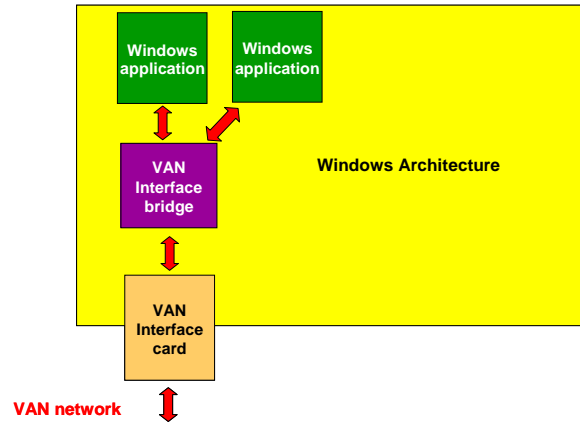 Windows
application
Windows
application
VAN
Interface
bridge
Windows Architecture
VAN
Interface
card
VAN network